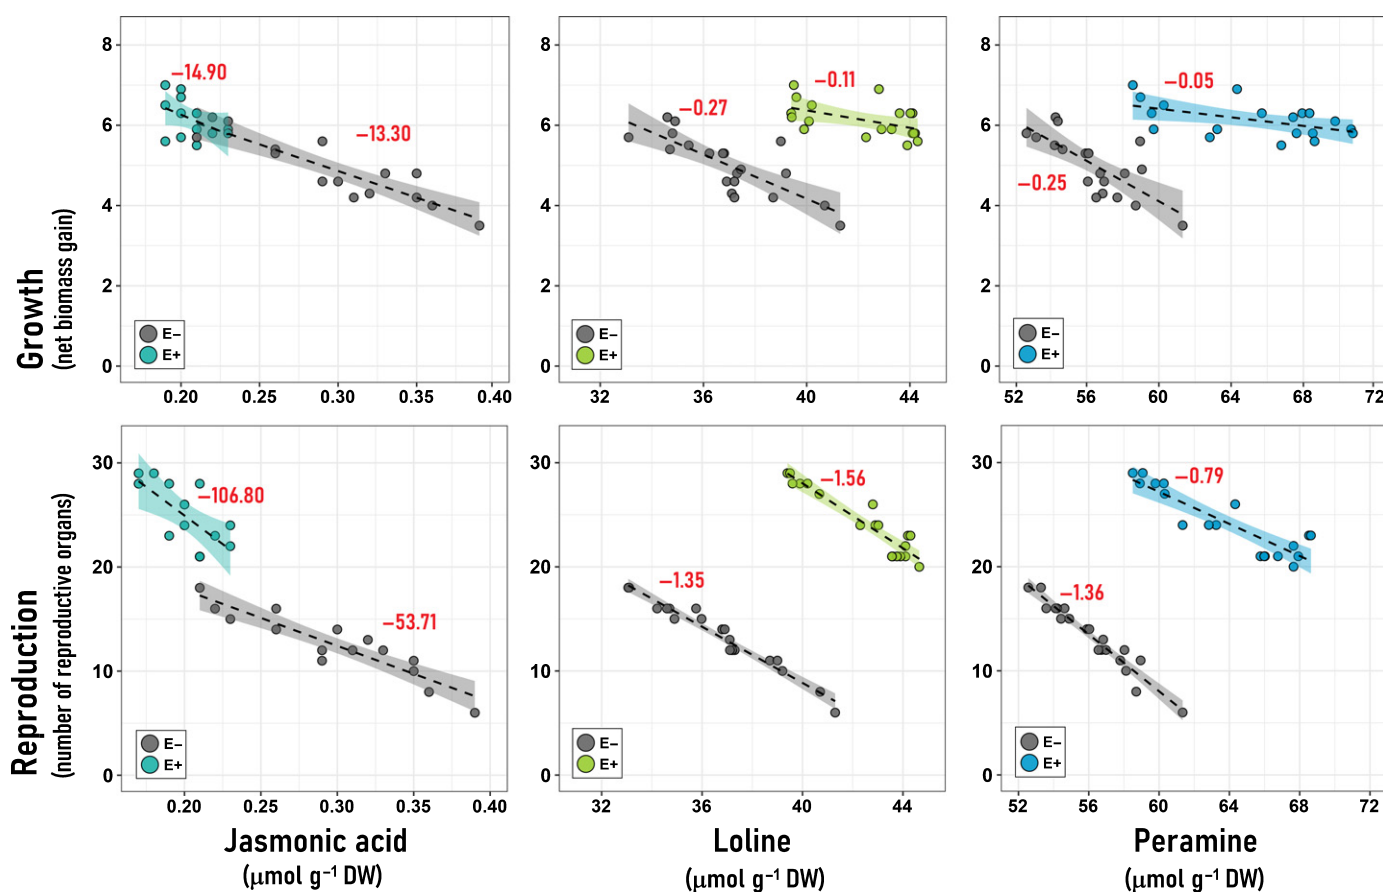 Growth
(net biomass gain)
8
6
4
2
0
–14.90
–13.30
E–
E+
0.20 0.25 0.30 0.35 0.40
8
6
4
2
0
–0.27
–0.11
E–
E+
32 36 40 44
8
6
4
2
0
–0.05
–0.25
E–
E+
52 56 60 64 68 72
Reproduction
(number of reproductive organs)
30
20
10
0
–106.80
–53.71
E–
E+
0.20 0.25 0.30 0.35 0.40
Jasmonic acid
(μmol g⁻¹ DW)
30
20
10
0
–1.56
–1.35
E–
E+
32 36 40 44
Loline
(μmol g⁻¹ DW)
30
20
10
0
–0.79
–1.36
E–
E+
52 56 60 64 68 72
Peramine
(μmol g⁻¹ DW)